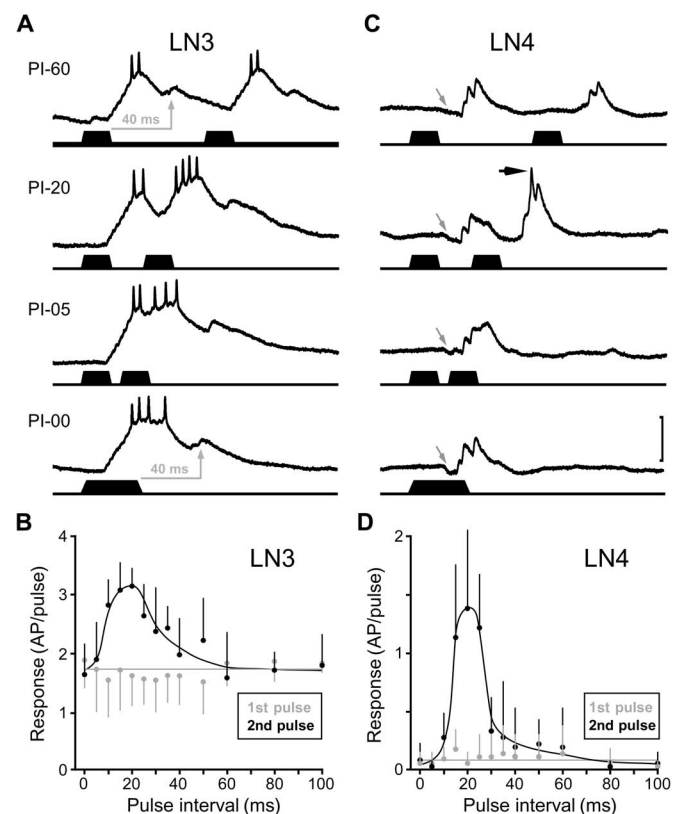 A
LN3
PI-60
40 ms
PI-20
PI-05
PI-00
40 ms
C
LN4
B
LN3
Response (AP/pulse)
4
3
2
1
0
1st pulse
2nd pulse
0 20 40 60 80 100
Pulse interval (ms)
D
LN4
Response (AP/pulse)
2
1
0
1st pulse
2nd pulse
0 20 40 60 80 100
Pulse interval (ms)